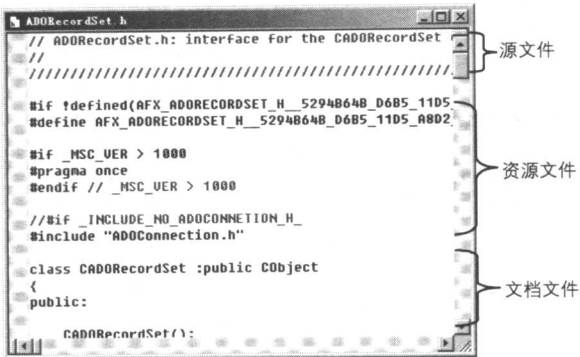 ADORecordSet.h
// ADORecordSet.h: interface for the CADORecordSet
//
//////////////////////////////////////////////////////
源文件
#if !defined(AFX_ADORECORDSET_H__5294B64B_D6B5_11D5_
#define AFX_ADORECORDSET_H__5294B64B_D6B5_11D5_A8D2_
#if _MSC_VER > 1000
#pragma once
#endif // _MSC_VER > 1000
资源文件
//#if _INCLUDE_NO_ADOCONNETION_H_
#include "ADOConnection.h"
class CADORecordSet :public CObject
{
文档文件
public:
CADORecordSet();